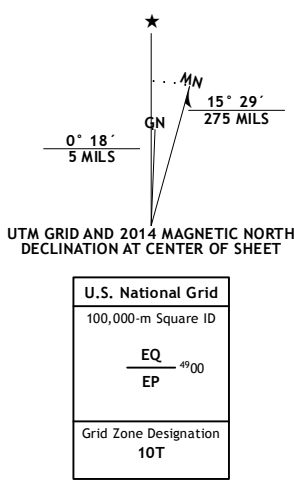 ★
MN
GN
15° 29´
275 MILS
0° 18´
5 MILS
UTM GRID AND 2014 MAGNETIC NORTH
DECLINATION AT CENTER OF SHEET
U.S. National Grid
100,000-m Square ID
EQ
⁴⁹00
EP
Grid Zone Designation
10T